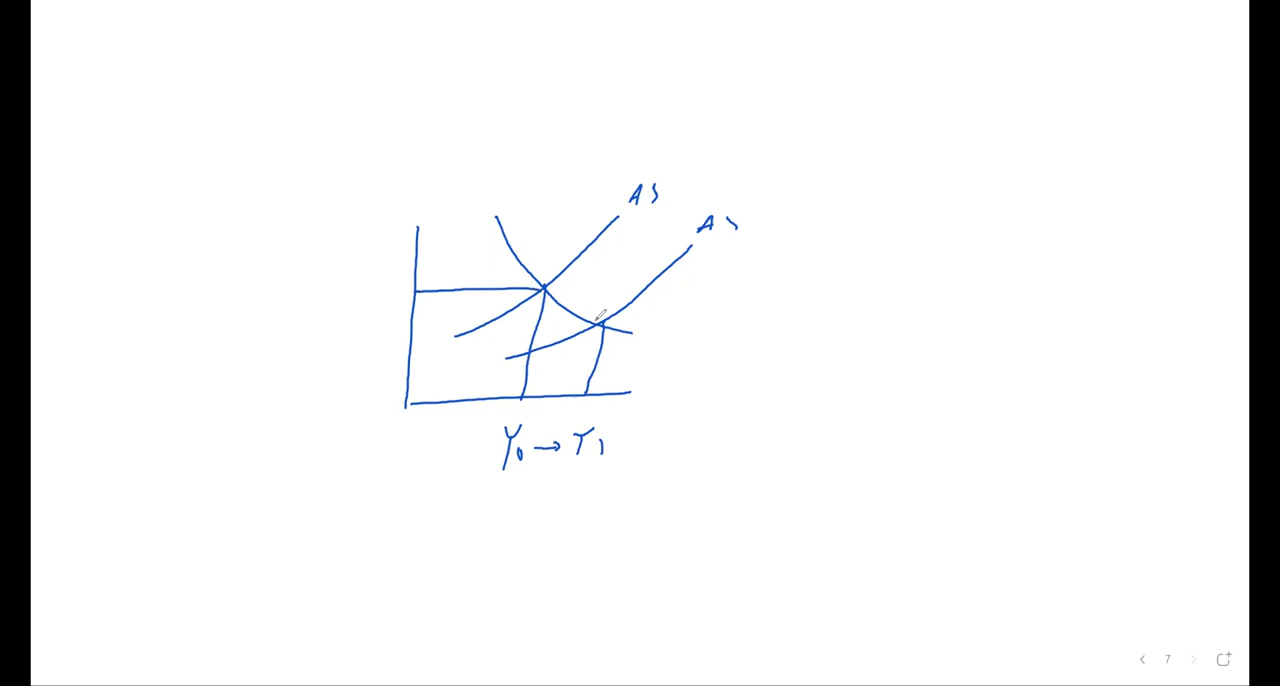 AS
AS
Y0 → Y1
7